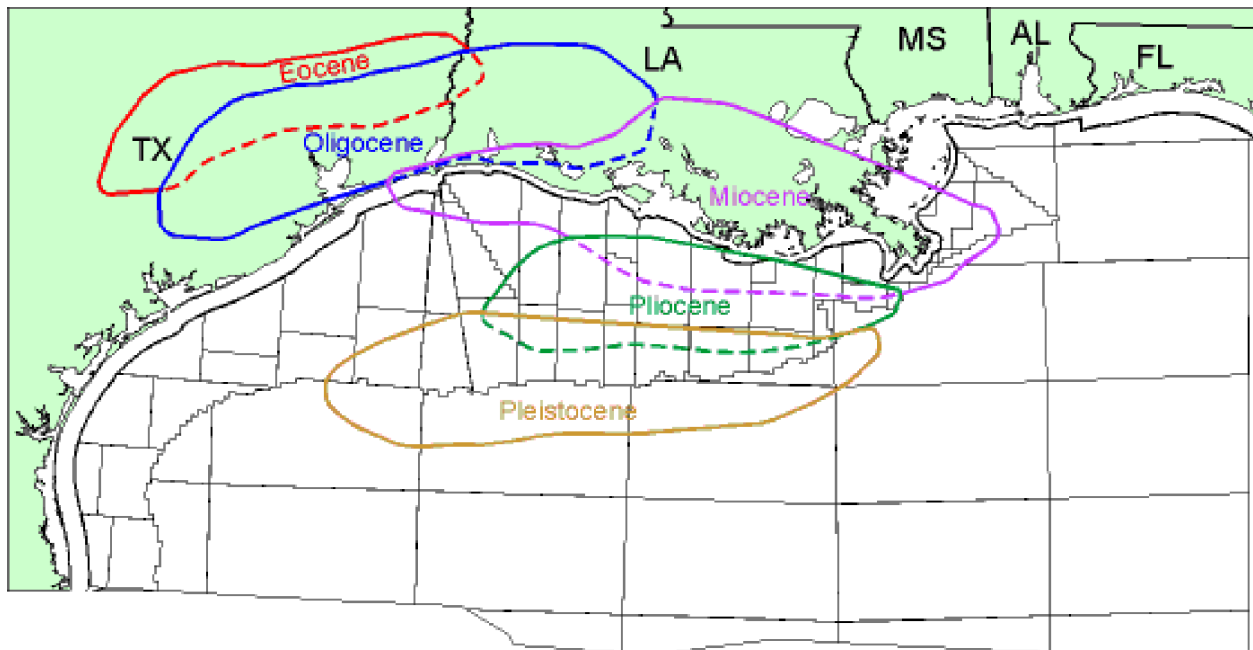 MS
AL
FL
LA
Eocene
TX
Oligocene
Miocene
Pliocene
Pleistocene